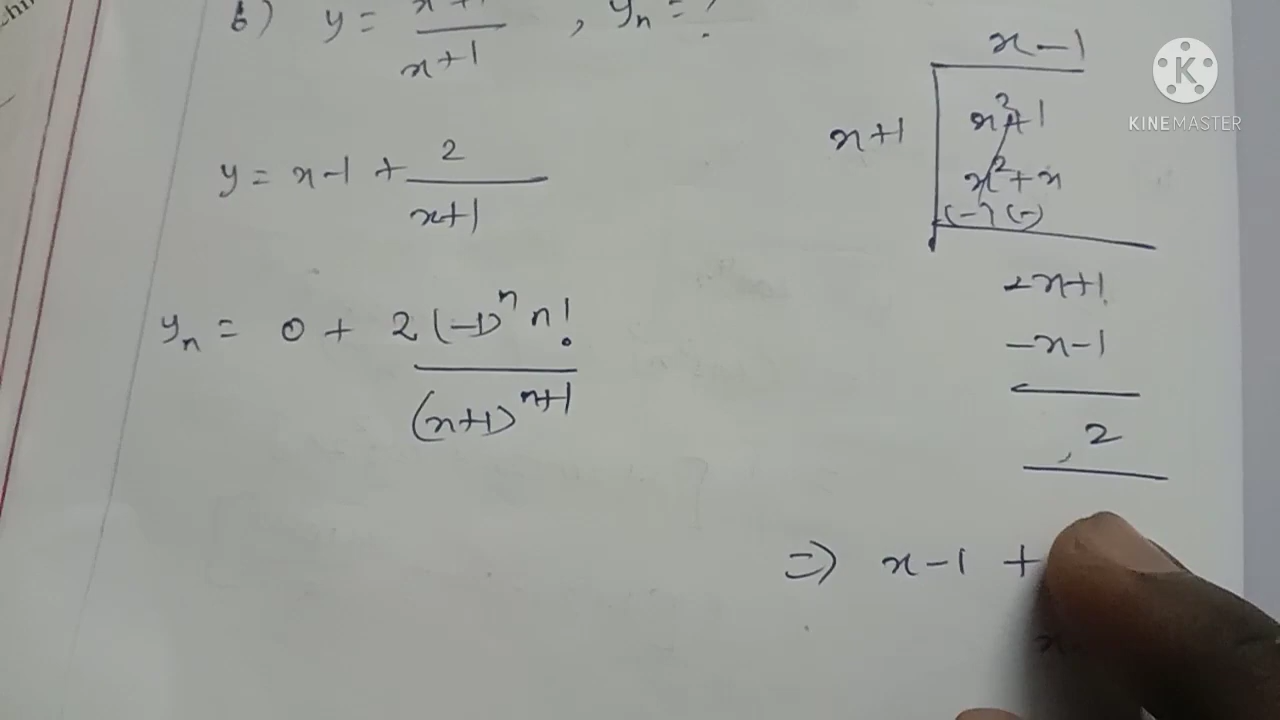 6) y = x²+1 / x+1 , yₙ = ?
y = x-1 + 2 / x+1
yₙ = 0 + 2(-1)ⁿ n! / (x+1)ⁿ⁺¹
x-1
x+1
x²+1
x²+x
(-) (-)
-x+1
-x-1
2
⇒ x-1 +
KINEMASTER